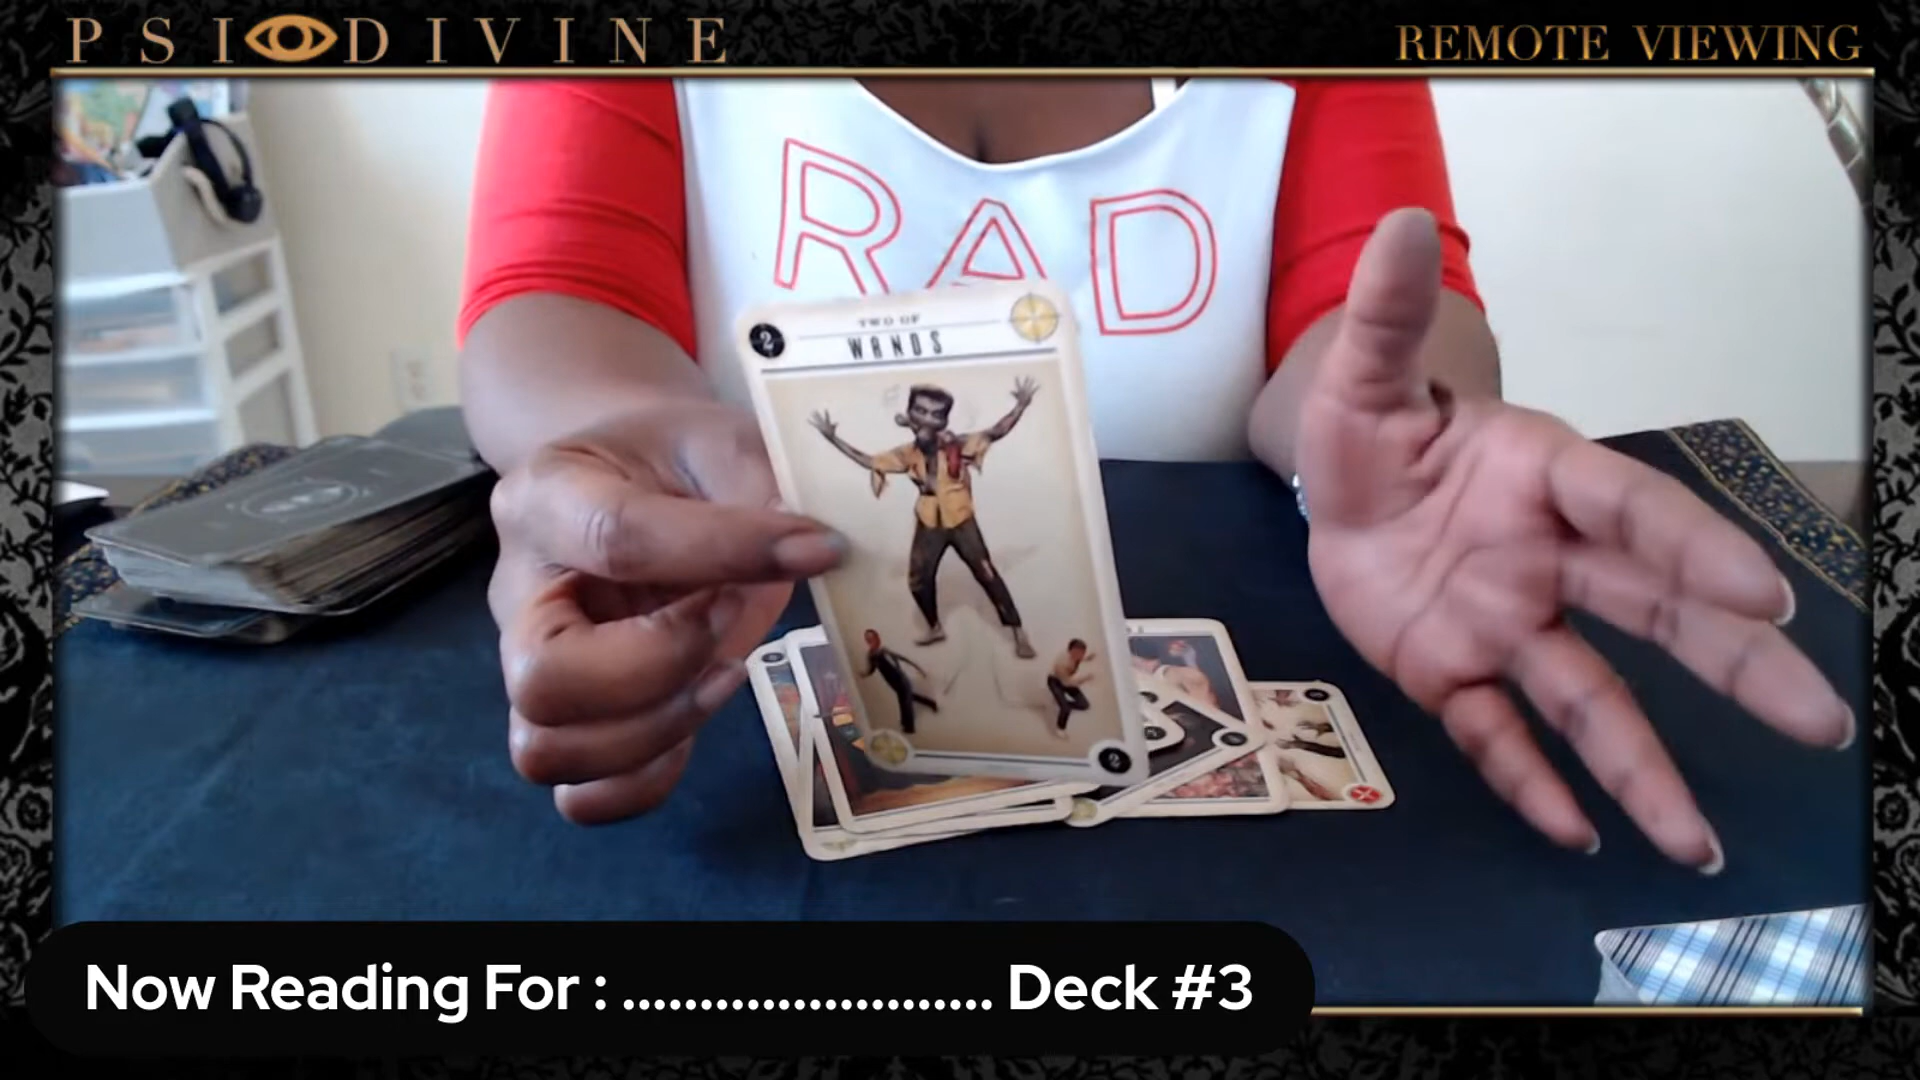 PSI DIVINE
REMOTE VIEWING
RAD
2
TWO OF
WANDS
2
Now Reading For : ....................... Deck #3